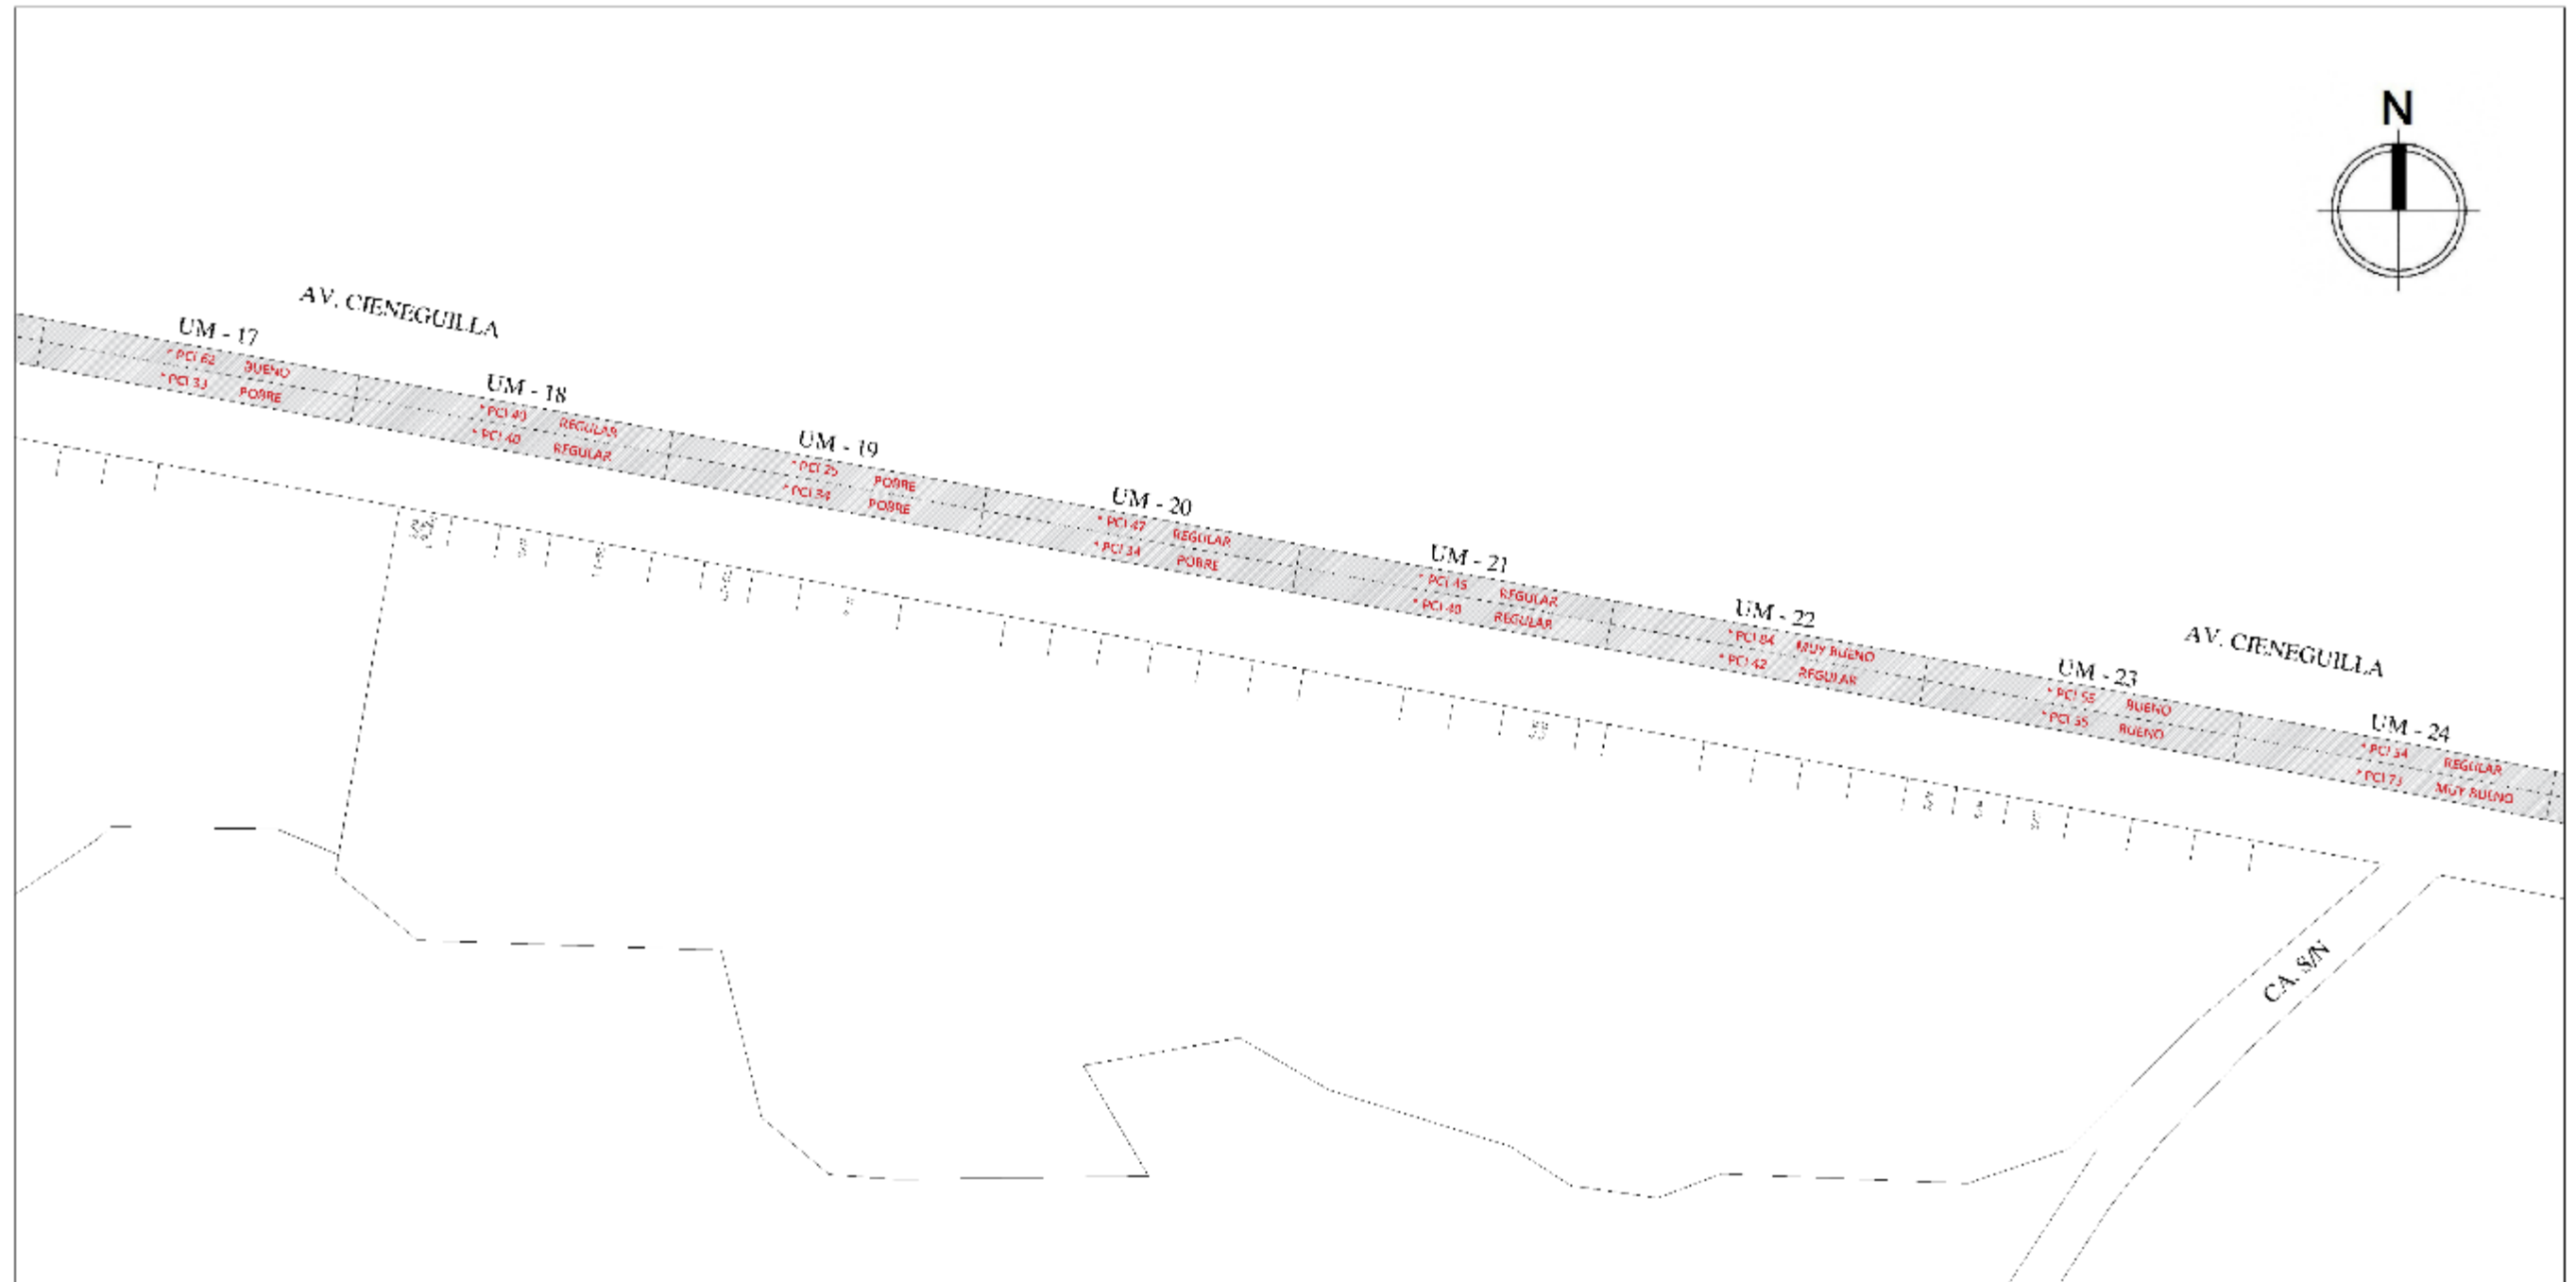 N
AV. CIENEGUILLA
UM - 17
* PCI 62 BUENO
* PCI 33 POBRE
UM - 18
* PCI 40 REGULAR
* PCI 40 REGULAR
UM - 19
* PCI 25 POBRE
* PCI 34 POBRE
UM - 20
* PCI 47 REGULAR
* PCI 34 POBRE
UM - 21
* PCI 45 REGULAR
* PCI 40 REGULAR
UM - 22
* PCI 84 MUY BUENO
* PCI 42 REGULAR
AV. CIENEGUILLA
UM - 23
* PCI 55 BUENO
* PCI 55 BUENO
UM - 24
* PCI 54 REGULAR
* PCI 73 MUY BUENO
CA. S/N